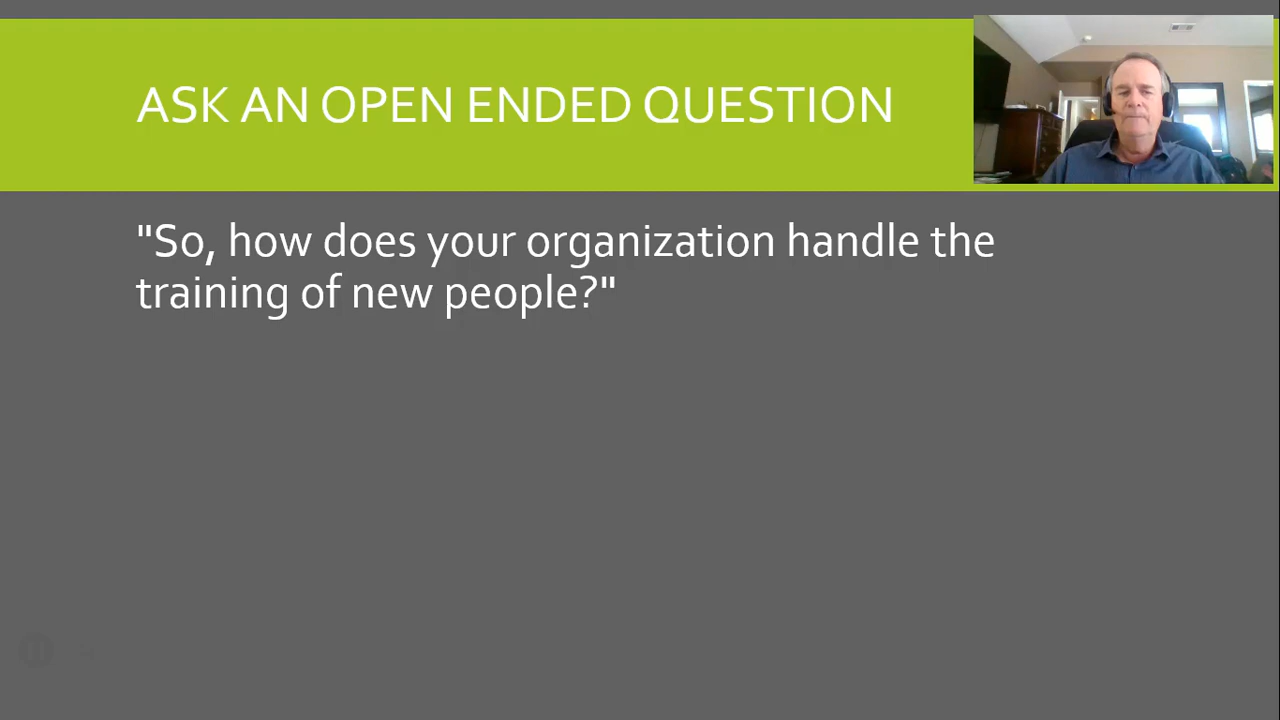 ASK AN OPEN ENDED QUESTION
"So, how does your organization handle the
training of new people?"